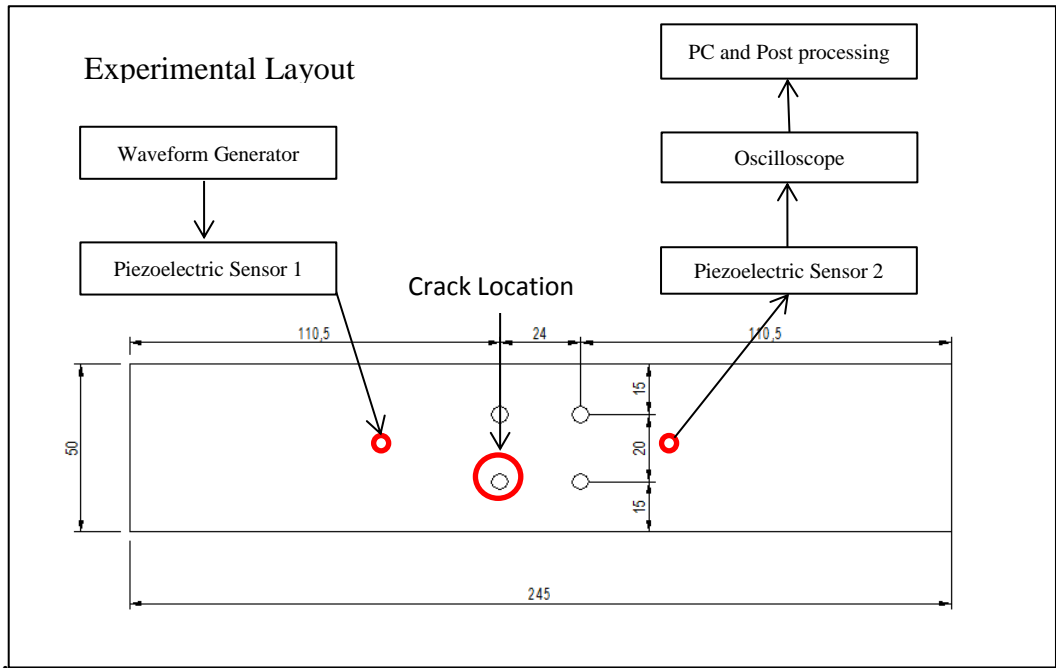 PC and Post processing
Experimental Layout
Waveform Generator
Oscilloscope
Piezoelectric Sensor 1
Piezoelectric Sensor 2
Crack Location
110,5
24
110,5
15
50
20
15
245